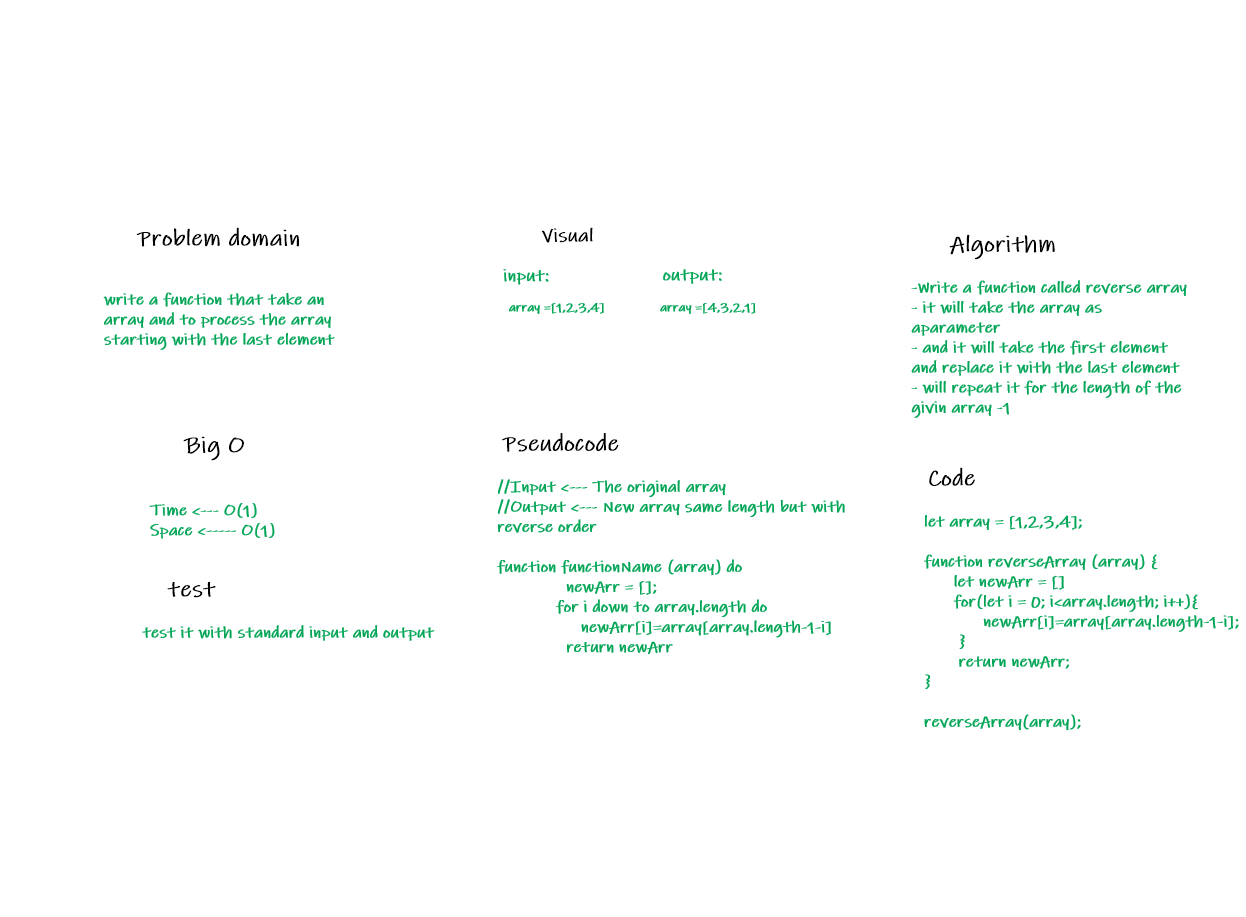 Problem domain
write a function that take an
array and to process the array
starting with the last element
Visual
input:
output:
array =[1,2,3,4]
array =[4,3,2,1]
Algorithm
-Write a function called reverse array
- it will take the array as
aparameter
- and it will take the first element
and replace it with the last element
- will repeat it for the length of the
givin array -1
Big O
Time <--- O(1)
Space <----- O(1)
test
test it with standard input and output
Pseudocode
//Input <--- The original array
//Output <--- New array same length but with
reverse order
function functionName (array) do
newArr = [];
for i down to array.length do
newArr[i]=array[array.length-1-i]
return newArr
Code
let array = [1,2,3,4];
function reverseArray (array) {
let newArr = []
for(let i = 0; i<array.length; i++){
newArr[i]=array[array.length-1-i];
}
return newArr;
}
reverseArray(array);